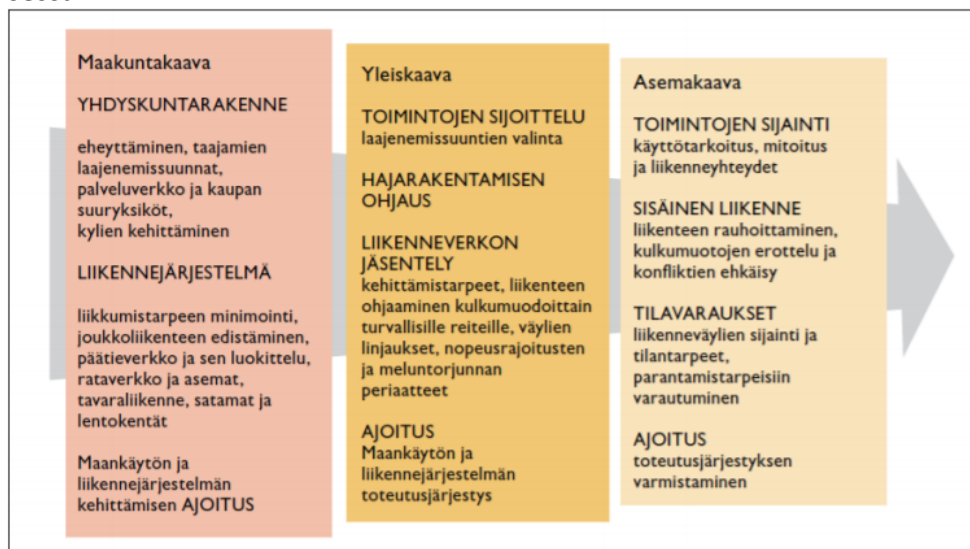 Maakuntakaava
YHDYSKUNTARAKENNE
eheyttäminen, taajamien
laajenemissuunnat,
palveluverkko ja kaupan
suuryksiköt,
kylien kehittäminen
LIIKENNEJÄRJESTELMÄ
liikkumistarpeen minimointi,
joukkoliikenteen edistäminen,
päätieverkko ja sen luokittelu,
rataverkko ja asemat,
tavaraliikenne, satamat ja
lentokentät
Maankäytön ja
liikennejärjestelmän
kehittämisen AJOITUS
Yleiskaava
TOIMINTOJEN SIJOITTELU
laajenemissuuntien valinta
HAJARAKENTAMISEN
OHJAUS
LIIKENNEVERKON
JÄSENTELY
kehittämistarpeet, liikenteen
ohjaaminen kulkumuodoittain
turvallisille reiteille, väylien
linjaukset, nopeusrajoitusten
ja meluntorjunnan
periaatteet
AJOITUS
Maankäytön ja
liikennejärjestelmän
toteutusjärjestys
Asemakaava
TOIMINTOJEN SIJAINTI
käyttötarkoitus, mitoitus
ja liikenneyhteydet
SISÄINEN LIIKENNE
liikenteen rauhoittaminen,
kulkumuotojen erottelu ja
konfliktien ehkäisy
TILAVARAUKSET
liikenneväylien sijainti ja
tilantarpeet,
parantamistarpeisiin
varautuminen
AJOITUS
toteutusjärjestyksen
varmistaminen